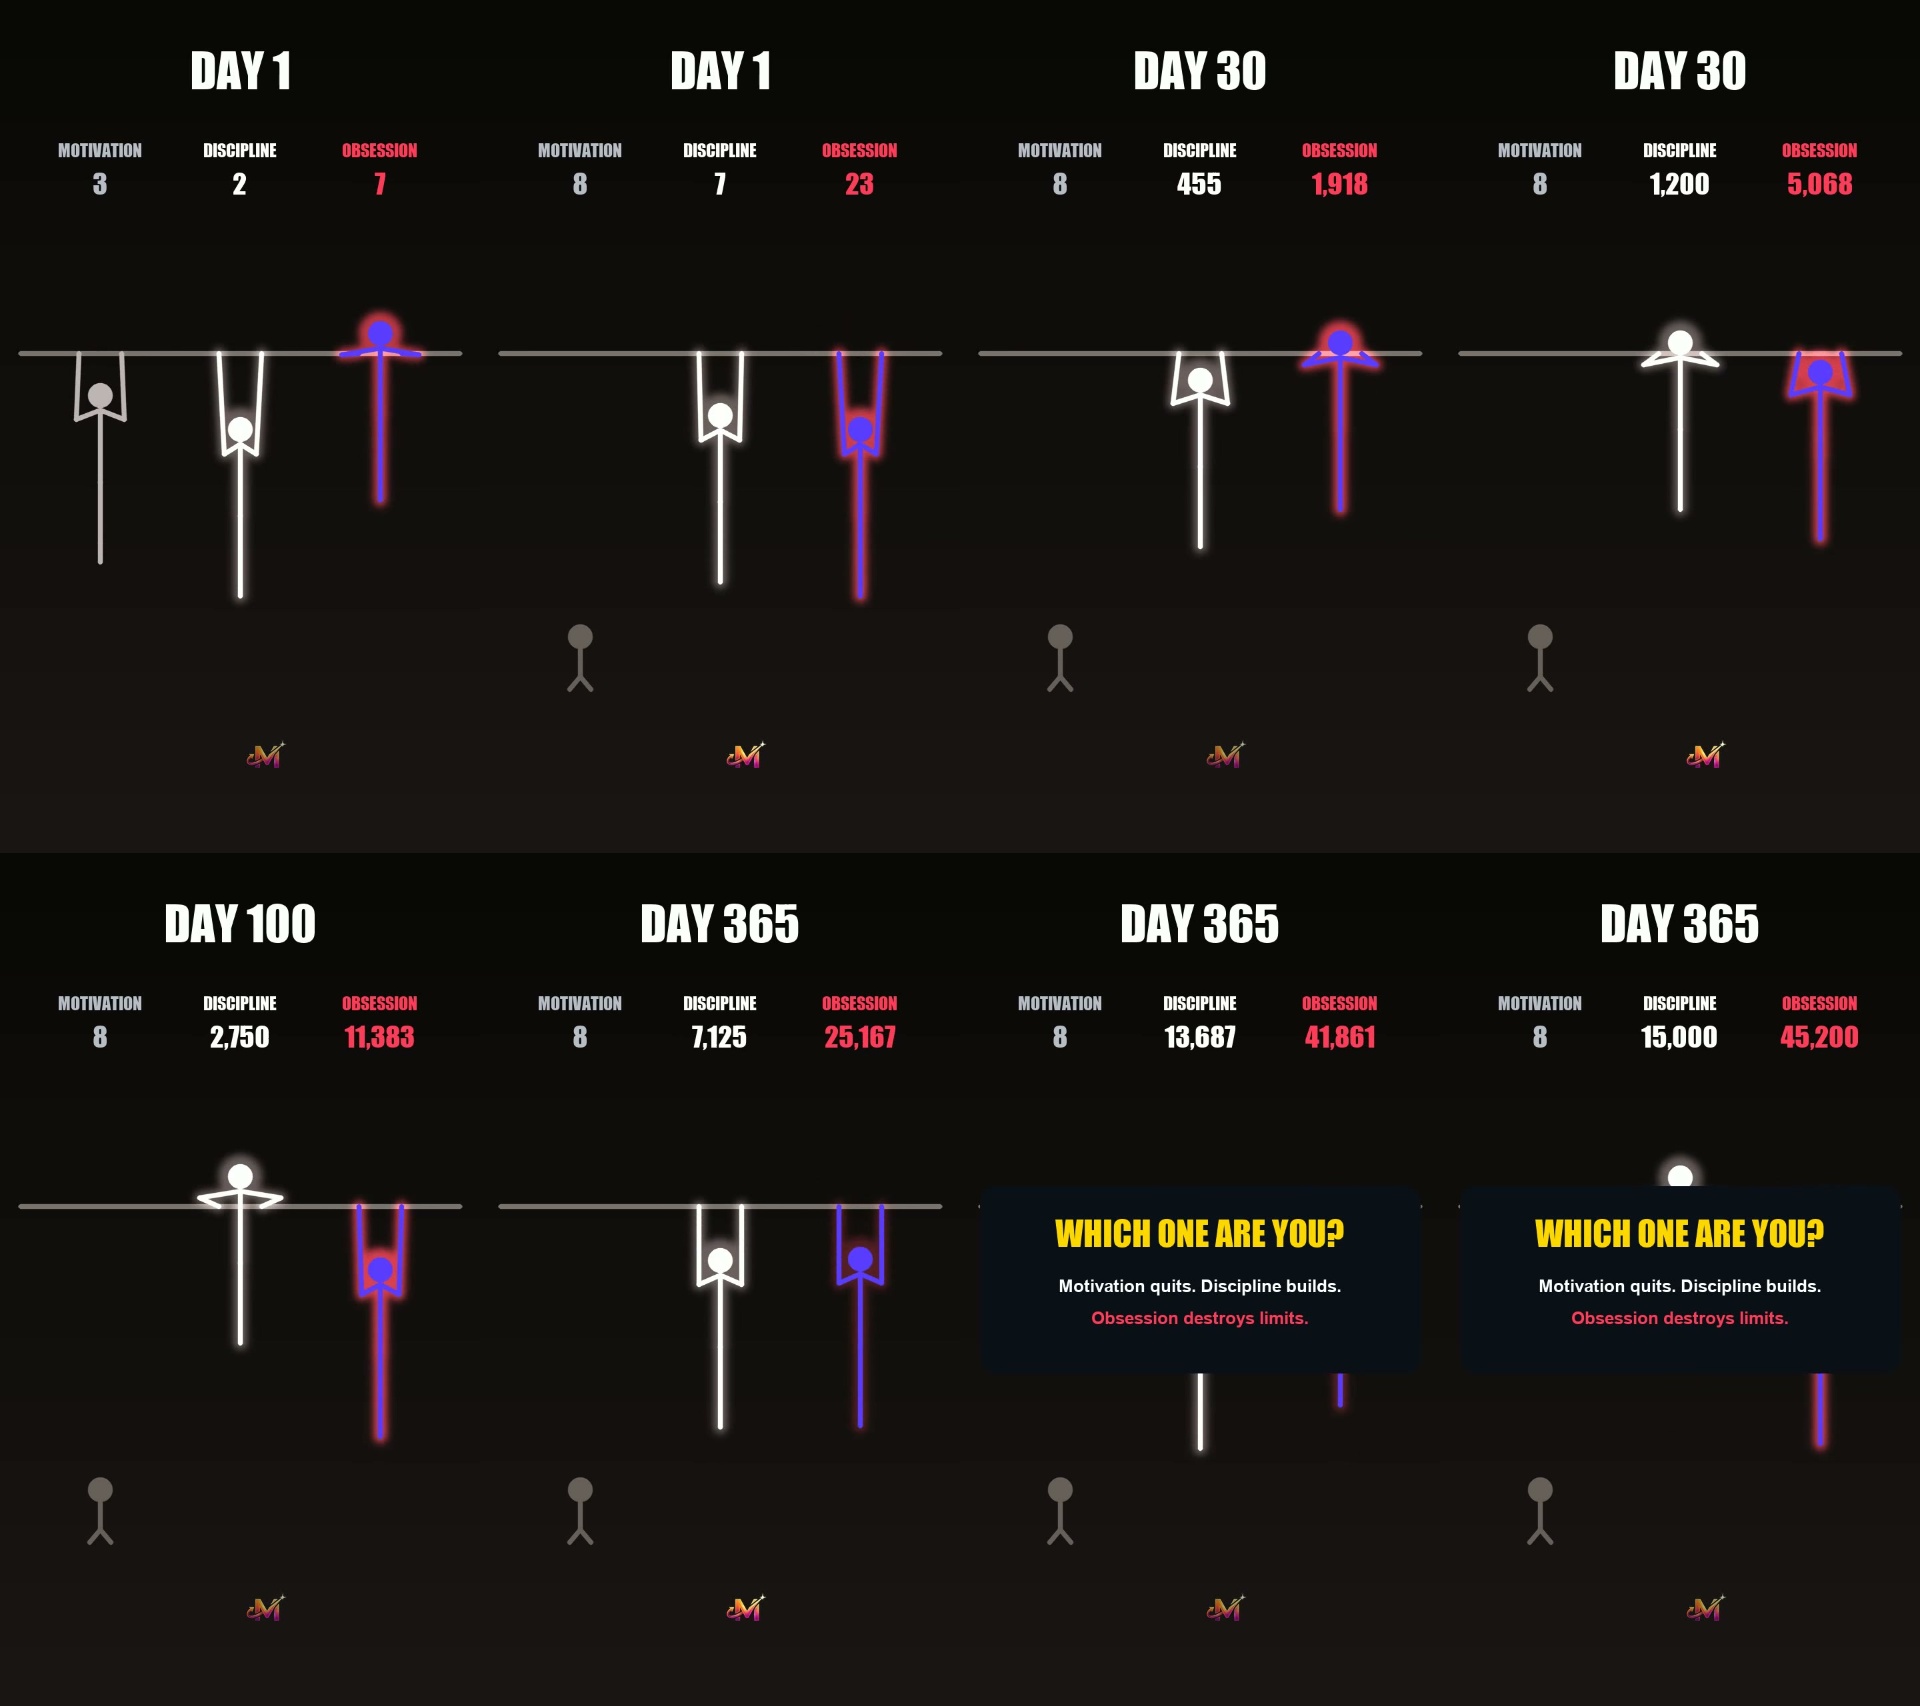 DAY 1
MOTIVATION DISCIPLINE OBSESSION
3 2 7
M
DAY 1
MOTIVATION DISCIPLINE OBSESSION
8 7 23
M
DAY 30
MOTIVATION DISCIPLINE OBSESSION
8 455 1,918
M
DAY 30
MOTIVATION DISCIPLINE OBSESSION
8 1,200 5,068
M
DAY 100
MOTIVATION DISCIPLINE OBSESSION
8 2,750 11,383
M
DAY 365
MOTIVATION DISCIPLINE OBSESSION
8 7,125 25,167
M
DAY 365
MOTIVATION DISCIPLINE OBSESSION
8 13,687 41,861
WHICH ONE ARE YOU?
Motivation quits. Discipline builds.
Obsession destroys limits.
M
DAY 365
MOTIVATION DISCIPLINE OBSESSION
8 15,000 45,200
WHICH ONE ARE YOU?
Motivation quits. Discipline builds.
Obsession destroys limits.
M